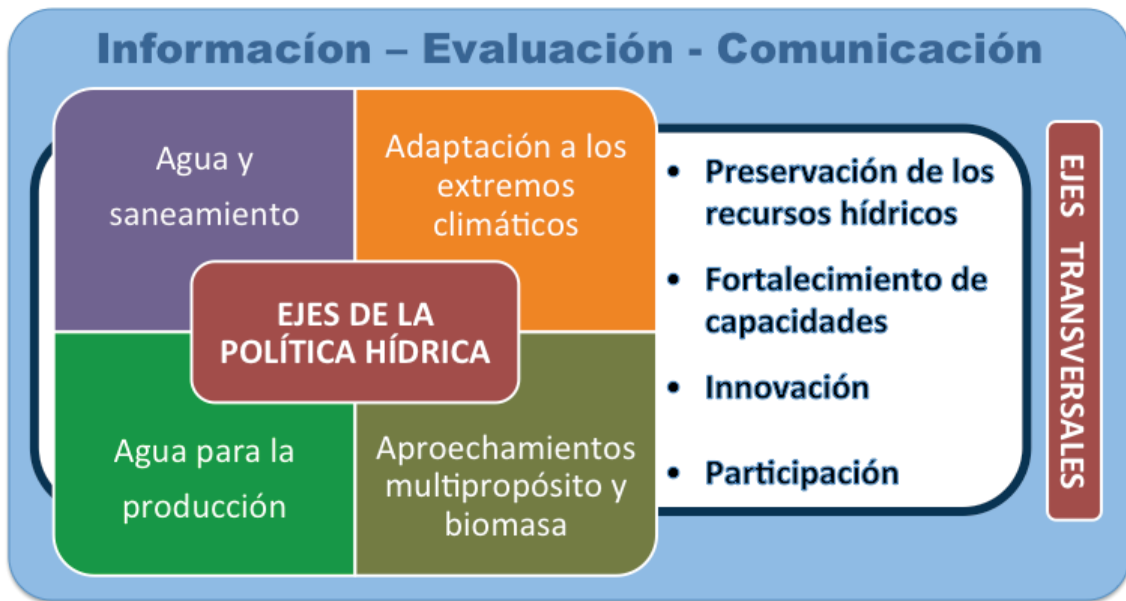 Informacíon – Evaluación - Comunicación
Agua y
saneamiento
Adaptación a los
extremos
climáticos
EJES DE LA
POLÍTICA HÍDRICA
Agua para la
producción
Aproechamientos
multipropósito y
biomasa
• Preservación de los
recursos hídricos
• Fortalecimiento de
capacidades
• Innovación
• Participación
EJES TRANSVERSALES